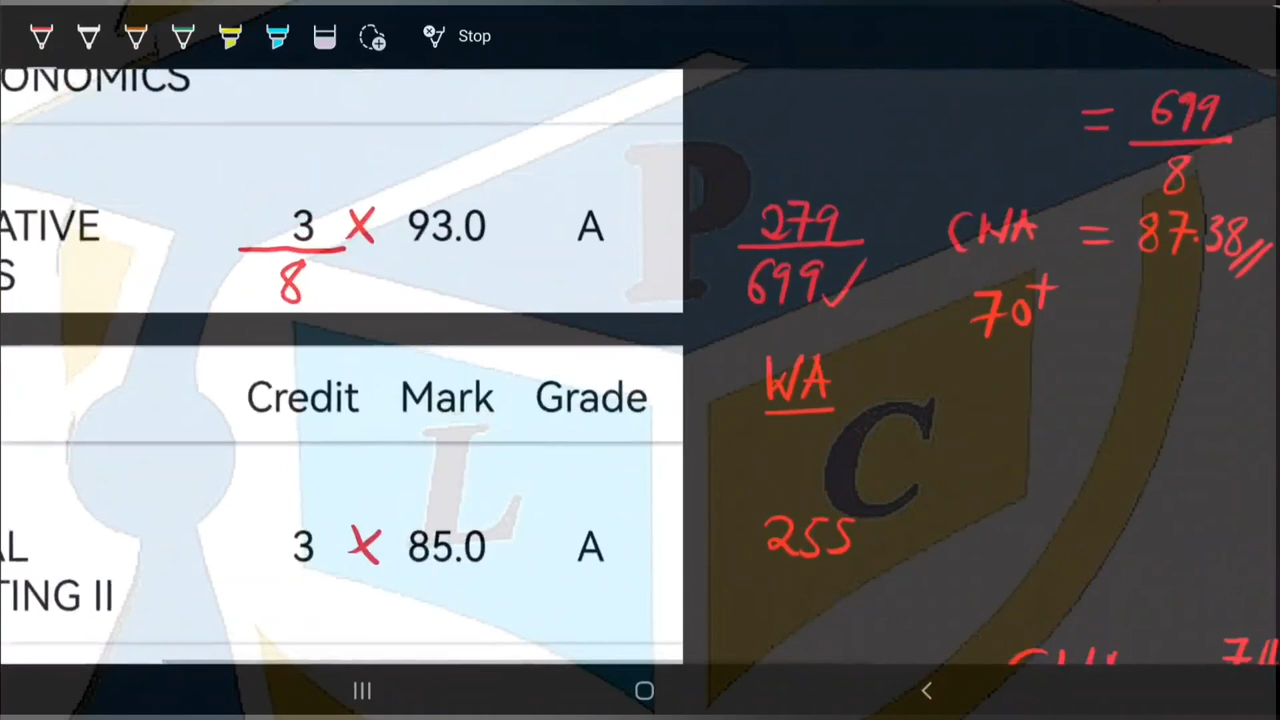 Stop
ONOMICS
= 699
8
ATIVE 3 X 93.0 A
S 8
279
699 ✓
CWA = 87.38
70+
P
WA
Credit Mark Grade
L
C
AL 3 X 85.0 A
TING II
255